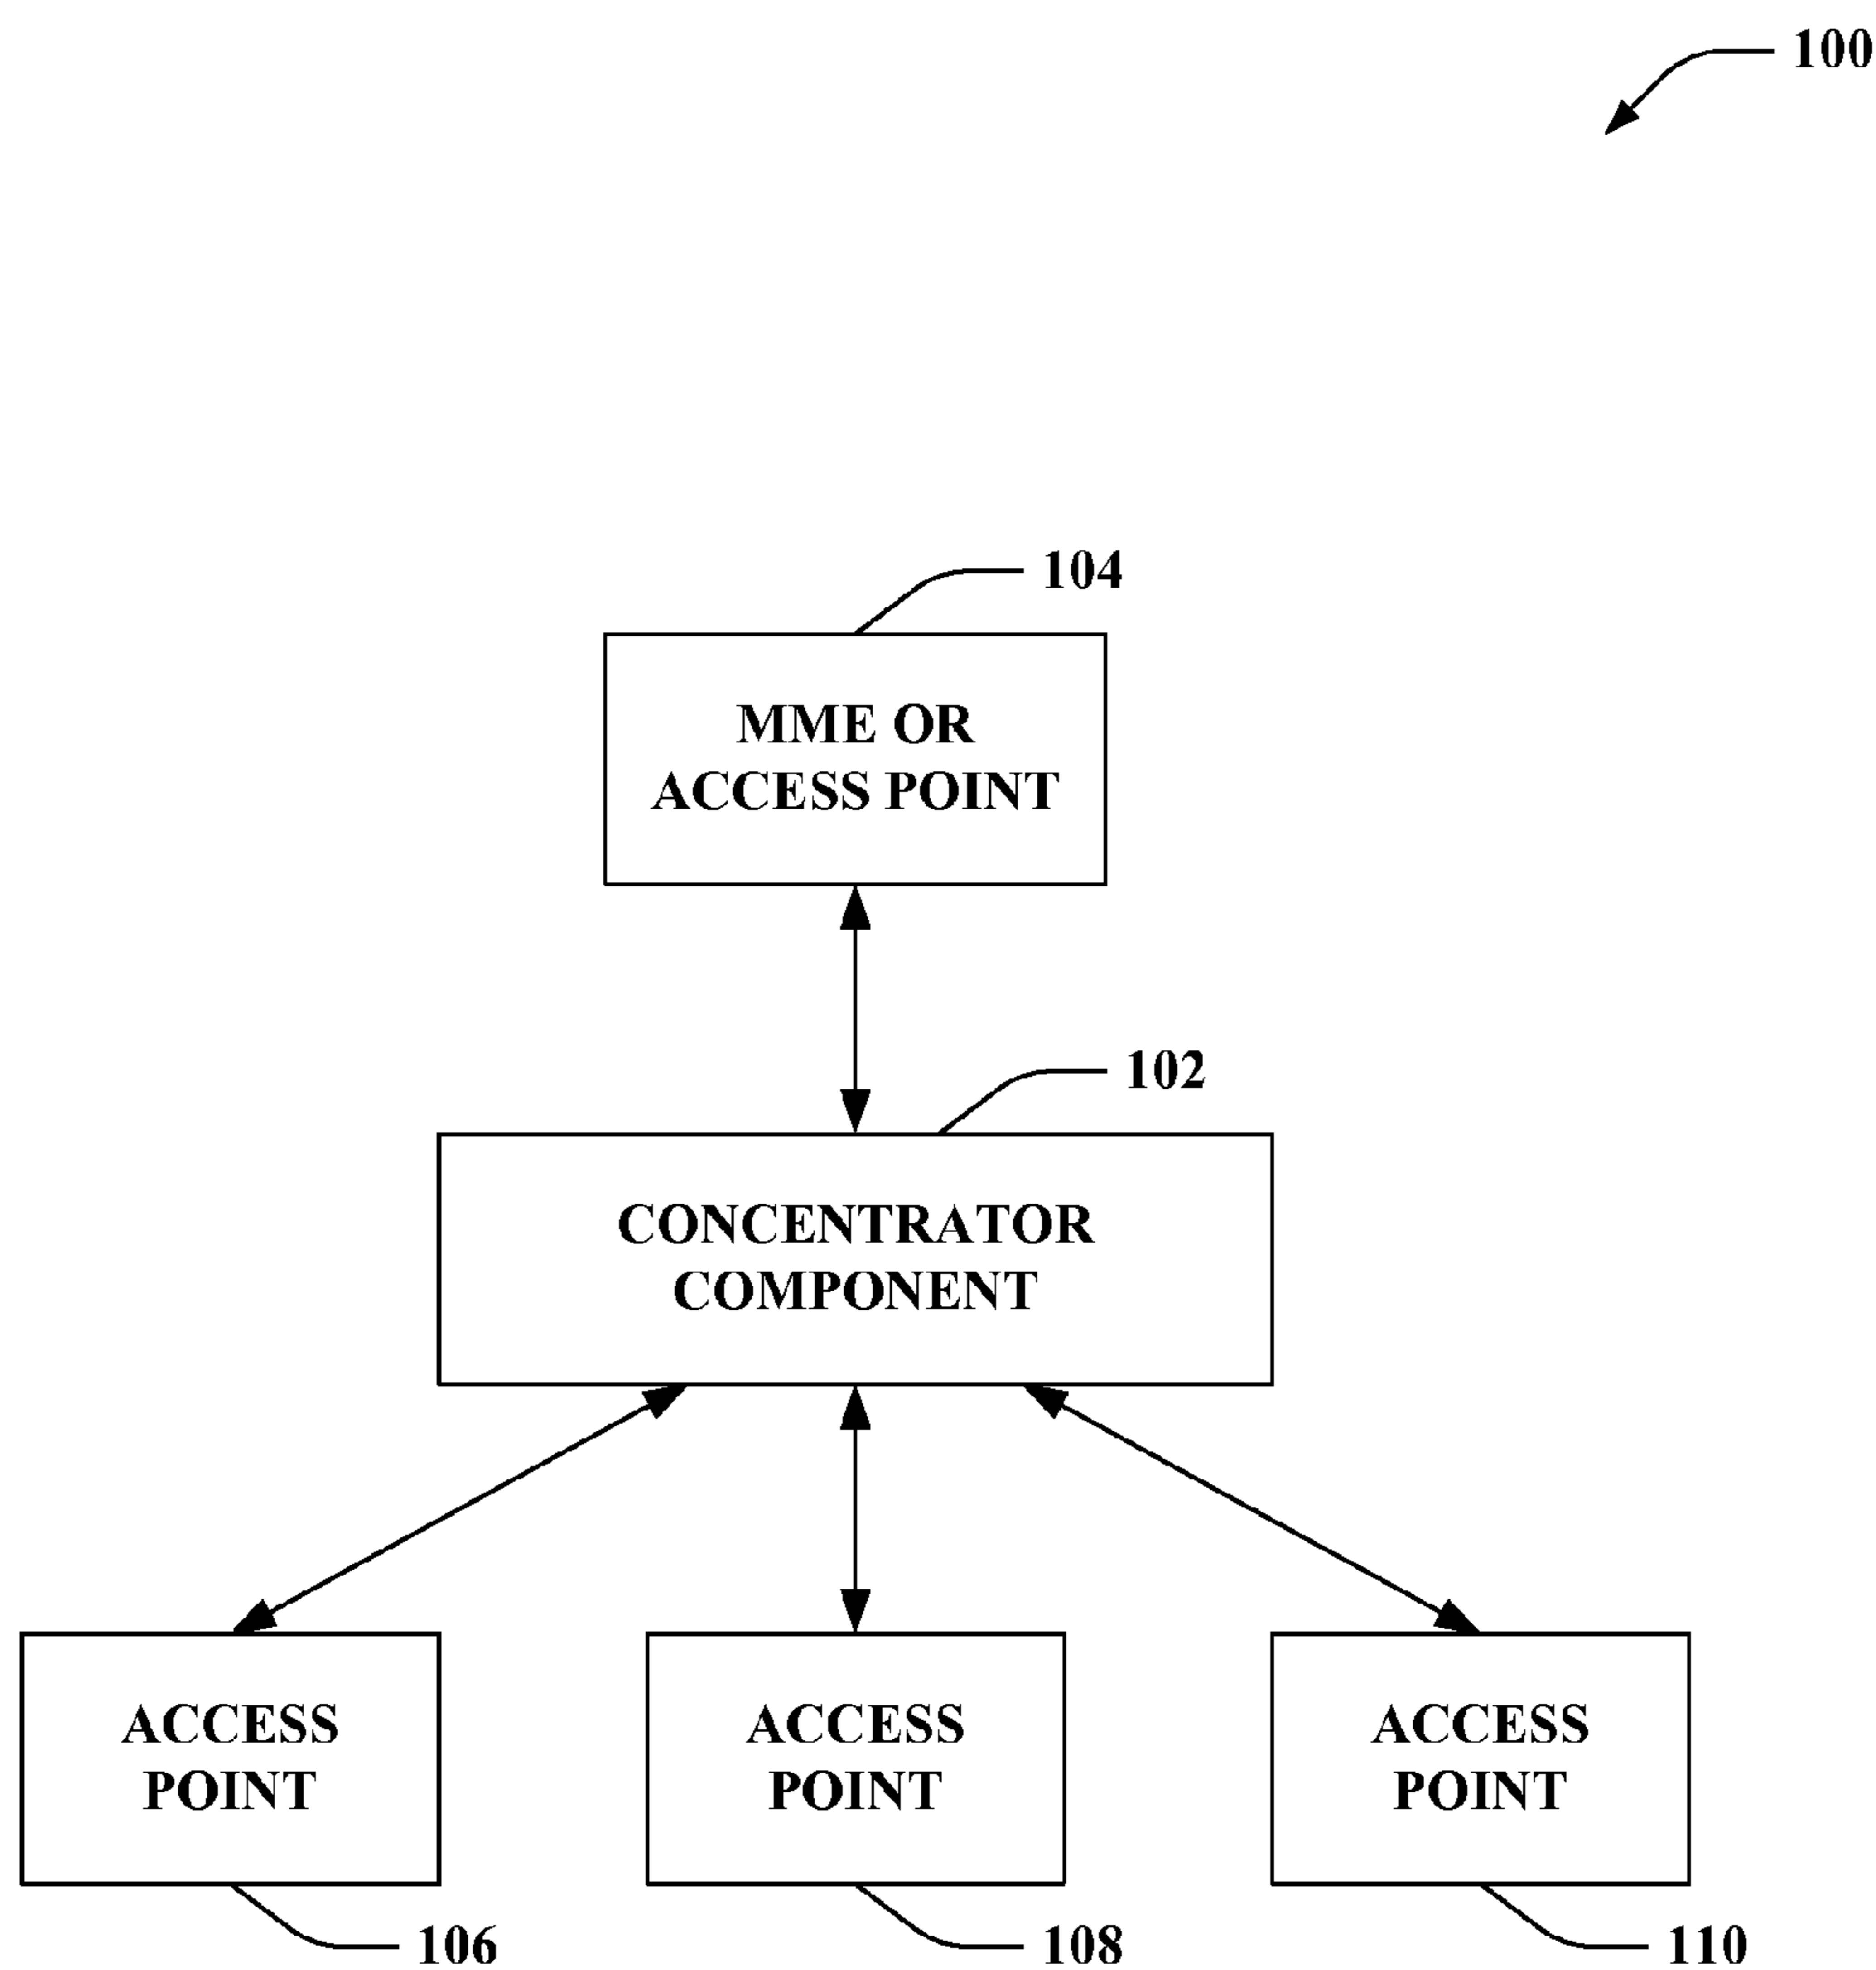 100
104
MME OR
ACCESS POINT
102
CONCENTRATOR
COMPONENT
ACCESS
POINT
ACCESS
POINT
ACCESS
POINT
106
108
110